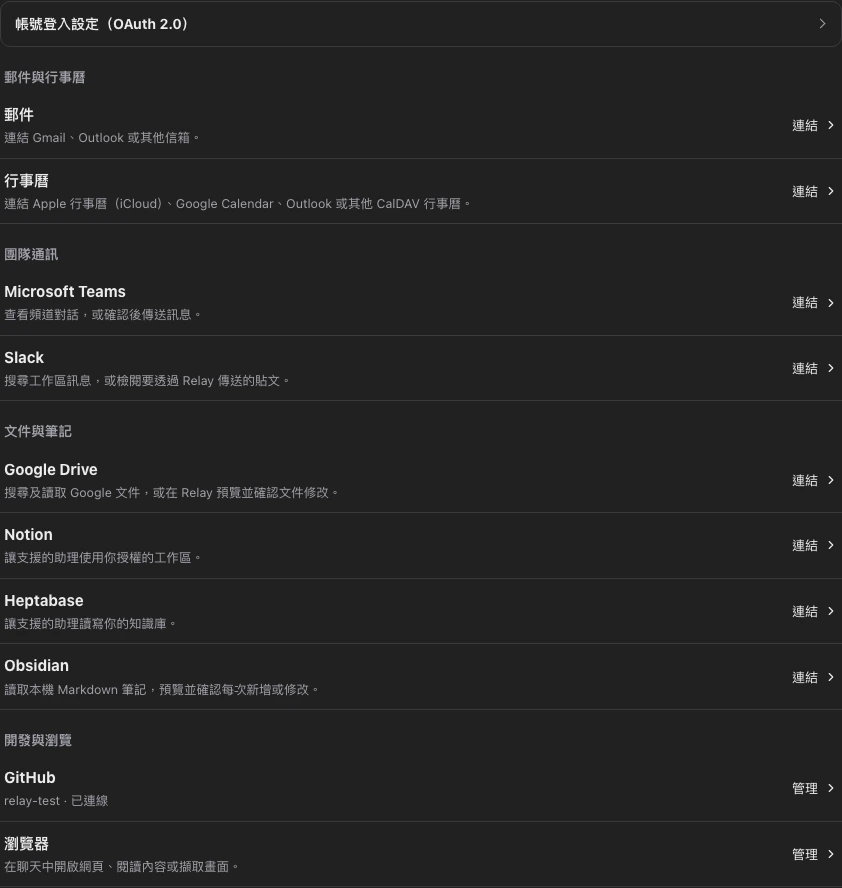 帳號登入設定（OAuth 2.0）
郵件與行事曆
郵件
連結 Gmail、Outlook 或其他信箱。
連結
行事曆
連結 Apple 行事曆（iCloud）、Google Calendar、Outlook 或其他 CalDAV 行事曆。
連結
團隊通訊
Microsoft Teams
查看頻道對話，或確認後傳送訊息。
連結
Slack
搜尋工作區訊息，或檢閱要透過 Relay 傳送的貼文。
連結
文件與筆記
Google Drive
搜尋及讀取 Google 文件，或在 Relay 預覽並確認文件修改。
連結
Notion
讓支援的助理使用你授權的工作區。
連結
Heptabase
讓支援的助理讀寫你的知識庫。
連結
Obsidian
讀取本機 Markdown 筆記，預覽並確認每次新增或修改。
連結
開發與瀏覽
GitHub
relay-test · 已連線
管理
瀏覽器
在聊天中開啟網頁、閱讀內容或擷取畫面。
管理